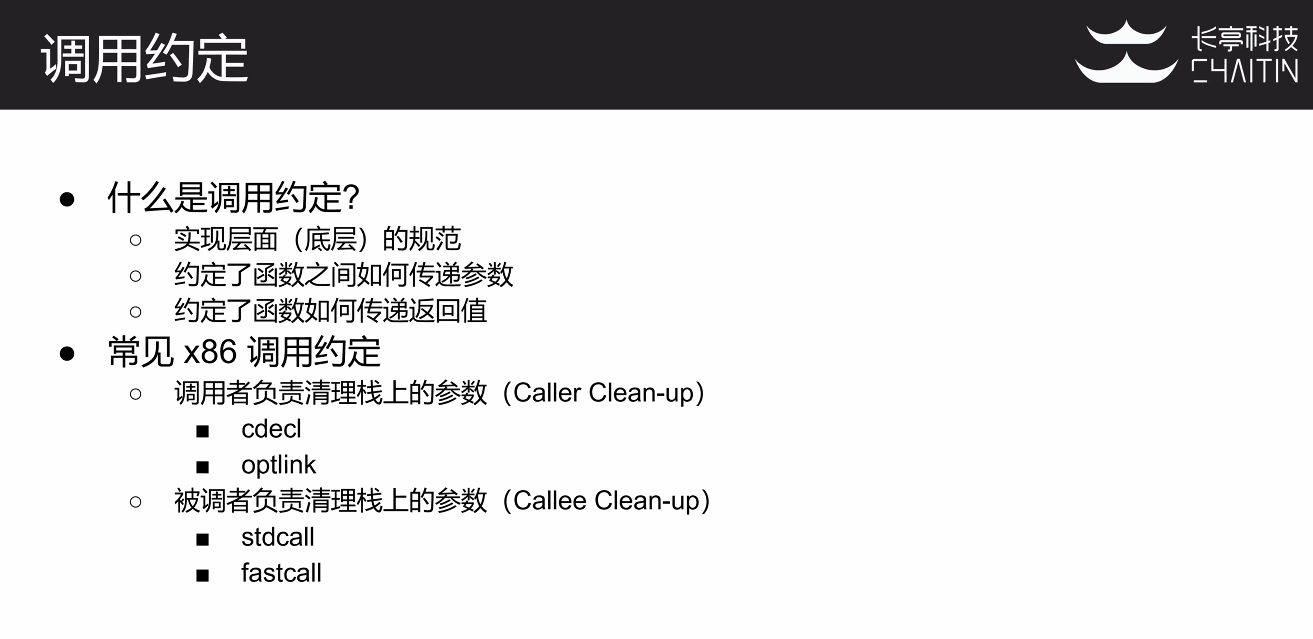 调用约定
长亭科技
CHAITIN
● 什么是调用约定?
○ 实现层面（底层）的规范
○ 约定了函数之间如何传递参数
○ 约定了函数如何传递返回值
● 常见 x86 调用约定
○ 调用者负责清理栈上的参数（Caller Clean-up）
■ cdecl
■ optlink
○ 被调者负责清理栈上的参数（Callee Clean-up）
■ stdcall
■ fastcall